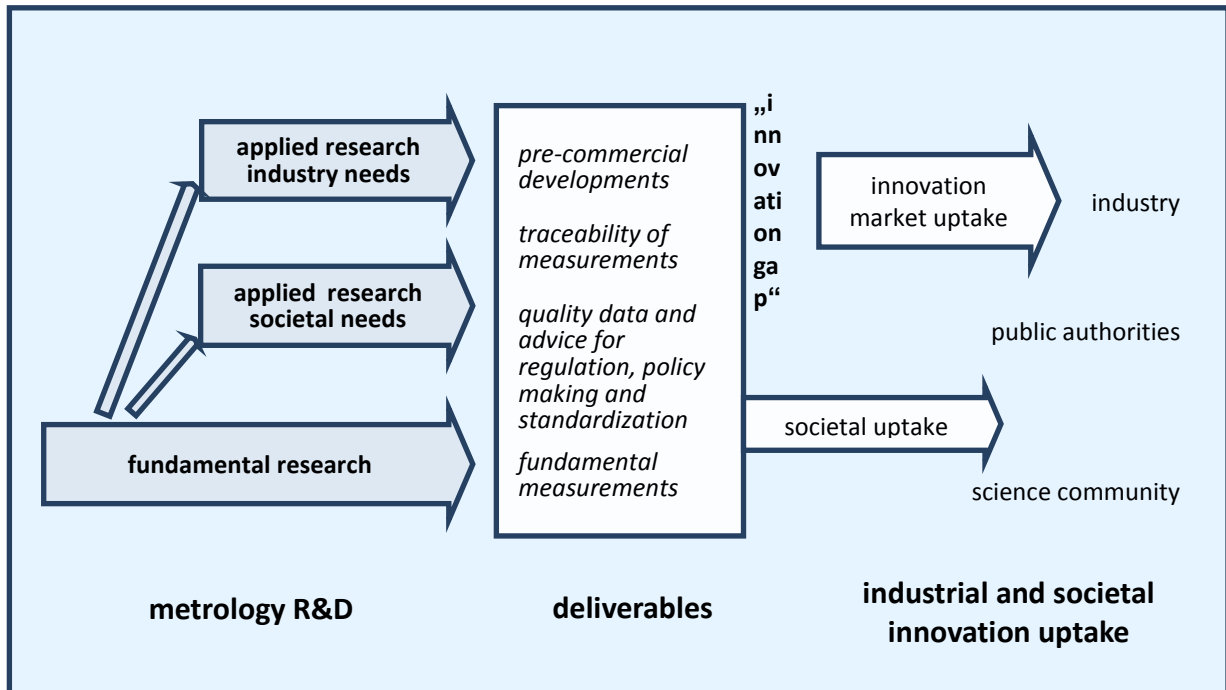 applied research
industry needs
applied  research
societal needs
fundamental research
pre-commercial
developments
traceability of
measurements
quality data and
advice for
regulation, policy
making and
standardization
fundamental
measurements
„i
nn
ov
ati
on
ga
p“
innovation
market uptake
societal uptake
industry
public authorities
science community
metrology R&D
deliverables
industrial and societal
innovation uptake